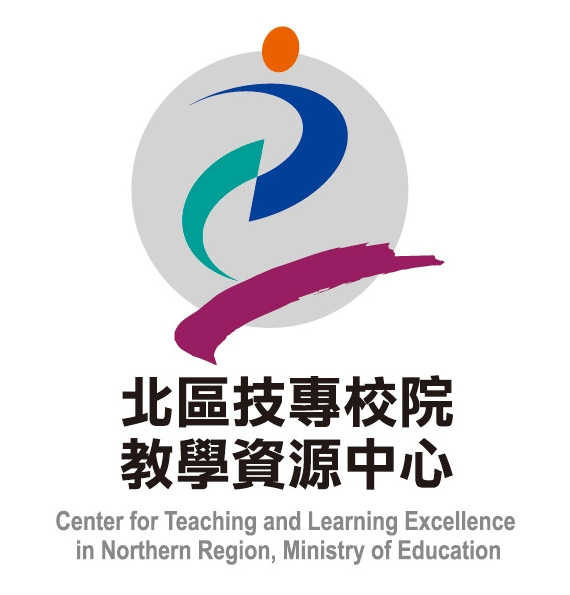 北區技專校院
教學資源中心
Center for Teaching and Learning Excellence
in Northern Region, Ministry of Education